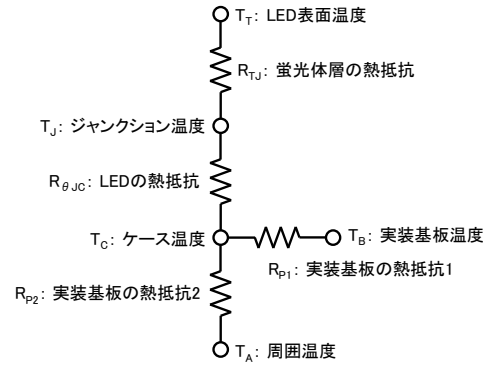 T_T: LED表面温度
R_TJ: 蛍光体層の熱抵抗
T_J: ジャンクション温度
R_θJC: LEDの熱抵抗
T_C: ケース温度
T_B: 実装基板温度
R_P1: 実装基板の熱抵抗1
R_P2: 実装基板の熱抵抗2
T_A: 周囲温度